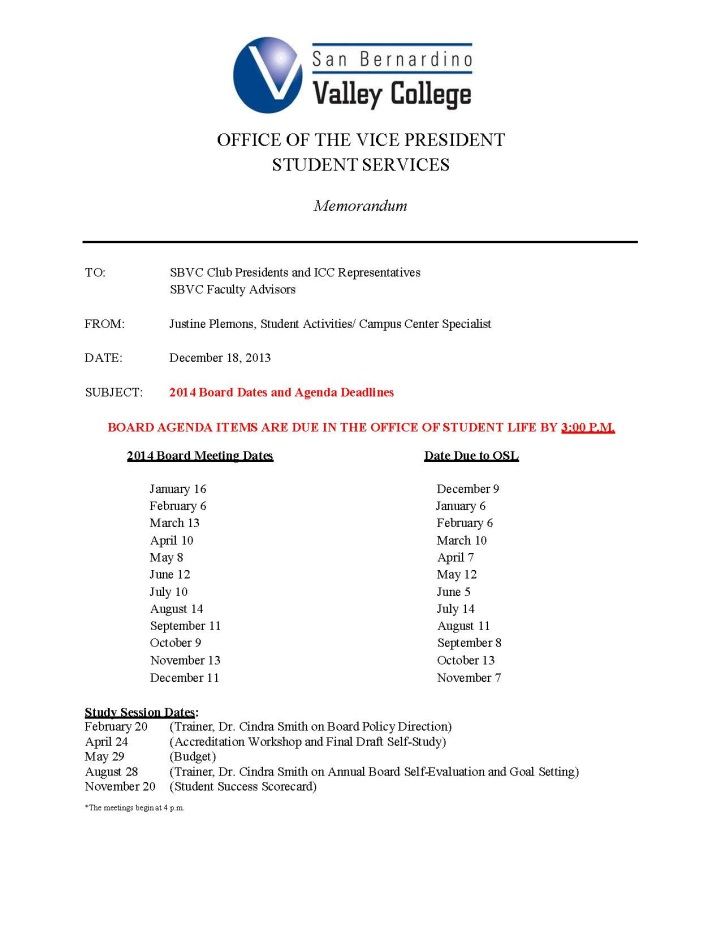 San Bernardino
Valley College
OFFICE OF THE VICE PRESIDENT
STUDENT SERVICES
Memorandum
TO: SBVC Club Presidents and ICC Representatives
SBVC Faculty Advisors
FROM: Justine Plemons, Student Activities/ Campus Center Specialist
DATE: December 18, 2013
SUBJECT: 2014 Board Dates and Agenda Deadlines
BOARD AGENDA ITEMS ARE DUE IN THE OFFICE OF STUDENT LIFE BY 3:00 P.M.
2014 Board Meeting Dates Date Due to OSL
January 16 December 9
February 6 January 6
March 13 February 6
April 10 March 10
May 8 April 7
June 12 May 12
July 10 June 5
August 14 July 14
September 11 August 11
October 9 September 8
November 13 October 13
December 11 November 7
Study Session Dates:
February 20 (Trainer, Dr. Cindra Smith on Board Policy Direction)
April 24 (Accreditation Workshop and Final Draft Self-Study)
May 29 (Budget)
August 28 (Trainer, Dr. Cindra Smith on Annual Board Self-Evaluation and Goal Setting)
November 20 (Student Success Scorecard)
*The meetings begin at 4 p.m.